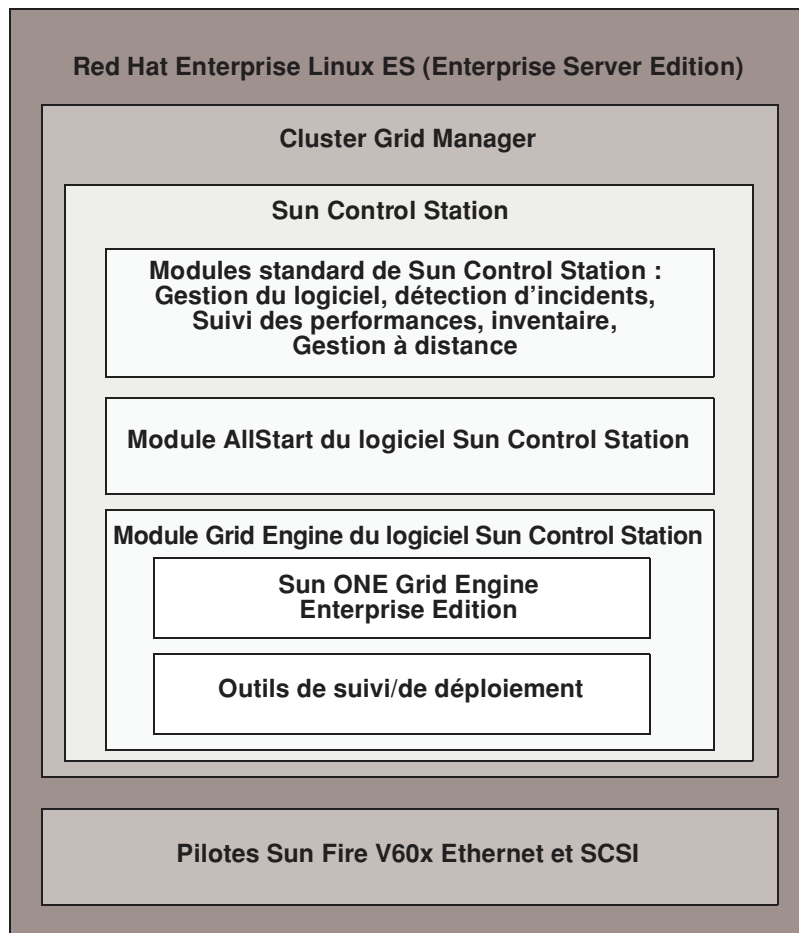 Red Hat Enterprise Linux ES (Enterprise Server Edition)
Cluster Grid Manager
Sun Control Station
Modules standard de Sun Control Station :
Gestion du logiciel, détection d'incidents,
Suivi des performances, inventaire,
Gestion à distance
Module AllStart du logiciel Sun Control Station
Module Grid Engine du logiciel Sun Control Station
Sun ONE Grid Engine
Enterprise Edition
Outils de suivi/de déploiement
Pilotes Sun Fire V60x Ethernet et SCSI